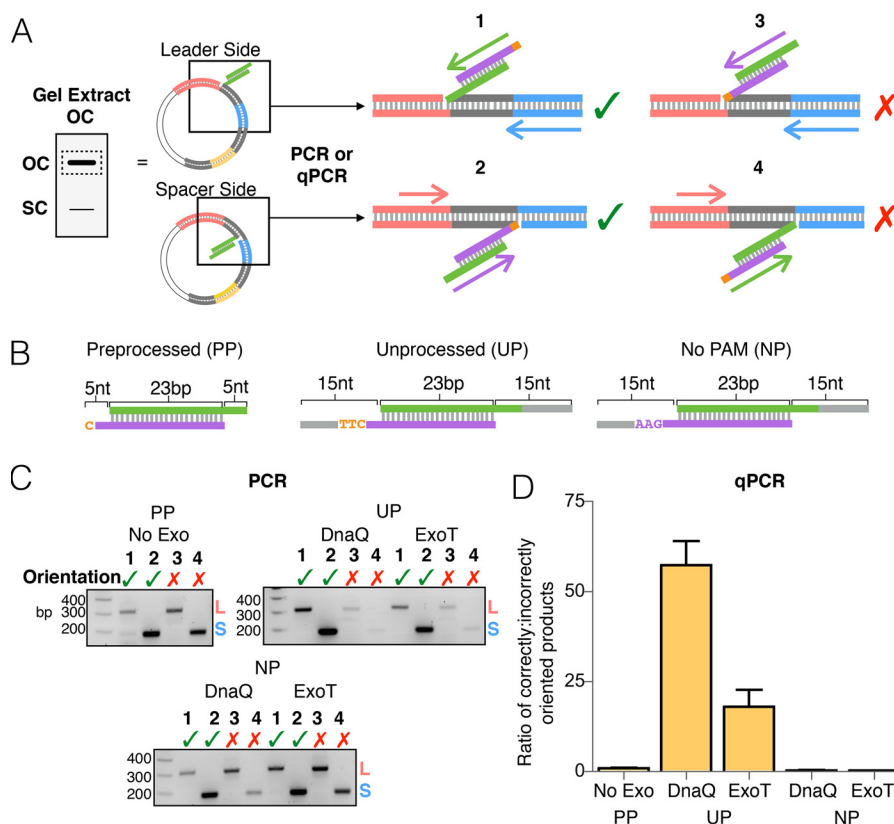 A
Leader Side
Gel Extract
OC
OC
SC
=
Spacer Side
PCR or
qPCR
1
3
✓
✗
2
4
✓
✗
B
Preprocessed (PP)
Unprocessed (UP)
No PAM (NP)
5nt 23bp 5nt
15nt 23bp 15nt
15nt 23bp 15nt
C
TTC
AAG
C
PCR
PP
No Exo
1 2 3 4
Orientation ✓ ✓ ✗ ✗
bp
400
300
200
L
S
UP
DnaQ ExoT
1 2 3 4 1 2 3 4
✓ ✓ ✗ ✗ ✓ ✓ ✗ ✗
400
300
200
L
S
NP
DnaQ ExoT
1 2 3 4 1 2 3 4
✓ ✓ ✗ ✗ ✓ ✓ ✗ ✗
400
300
200
L
S
D
qPCR
Ratio of correctly:incorrectly
oriented products
75
50
25
0
No Exo DnaQ ExoT DnaQ ExoT
PP UP NP